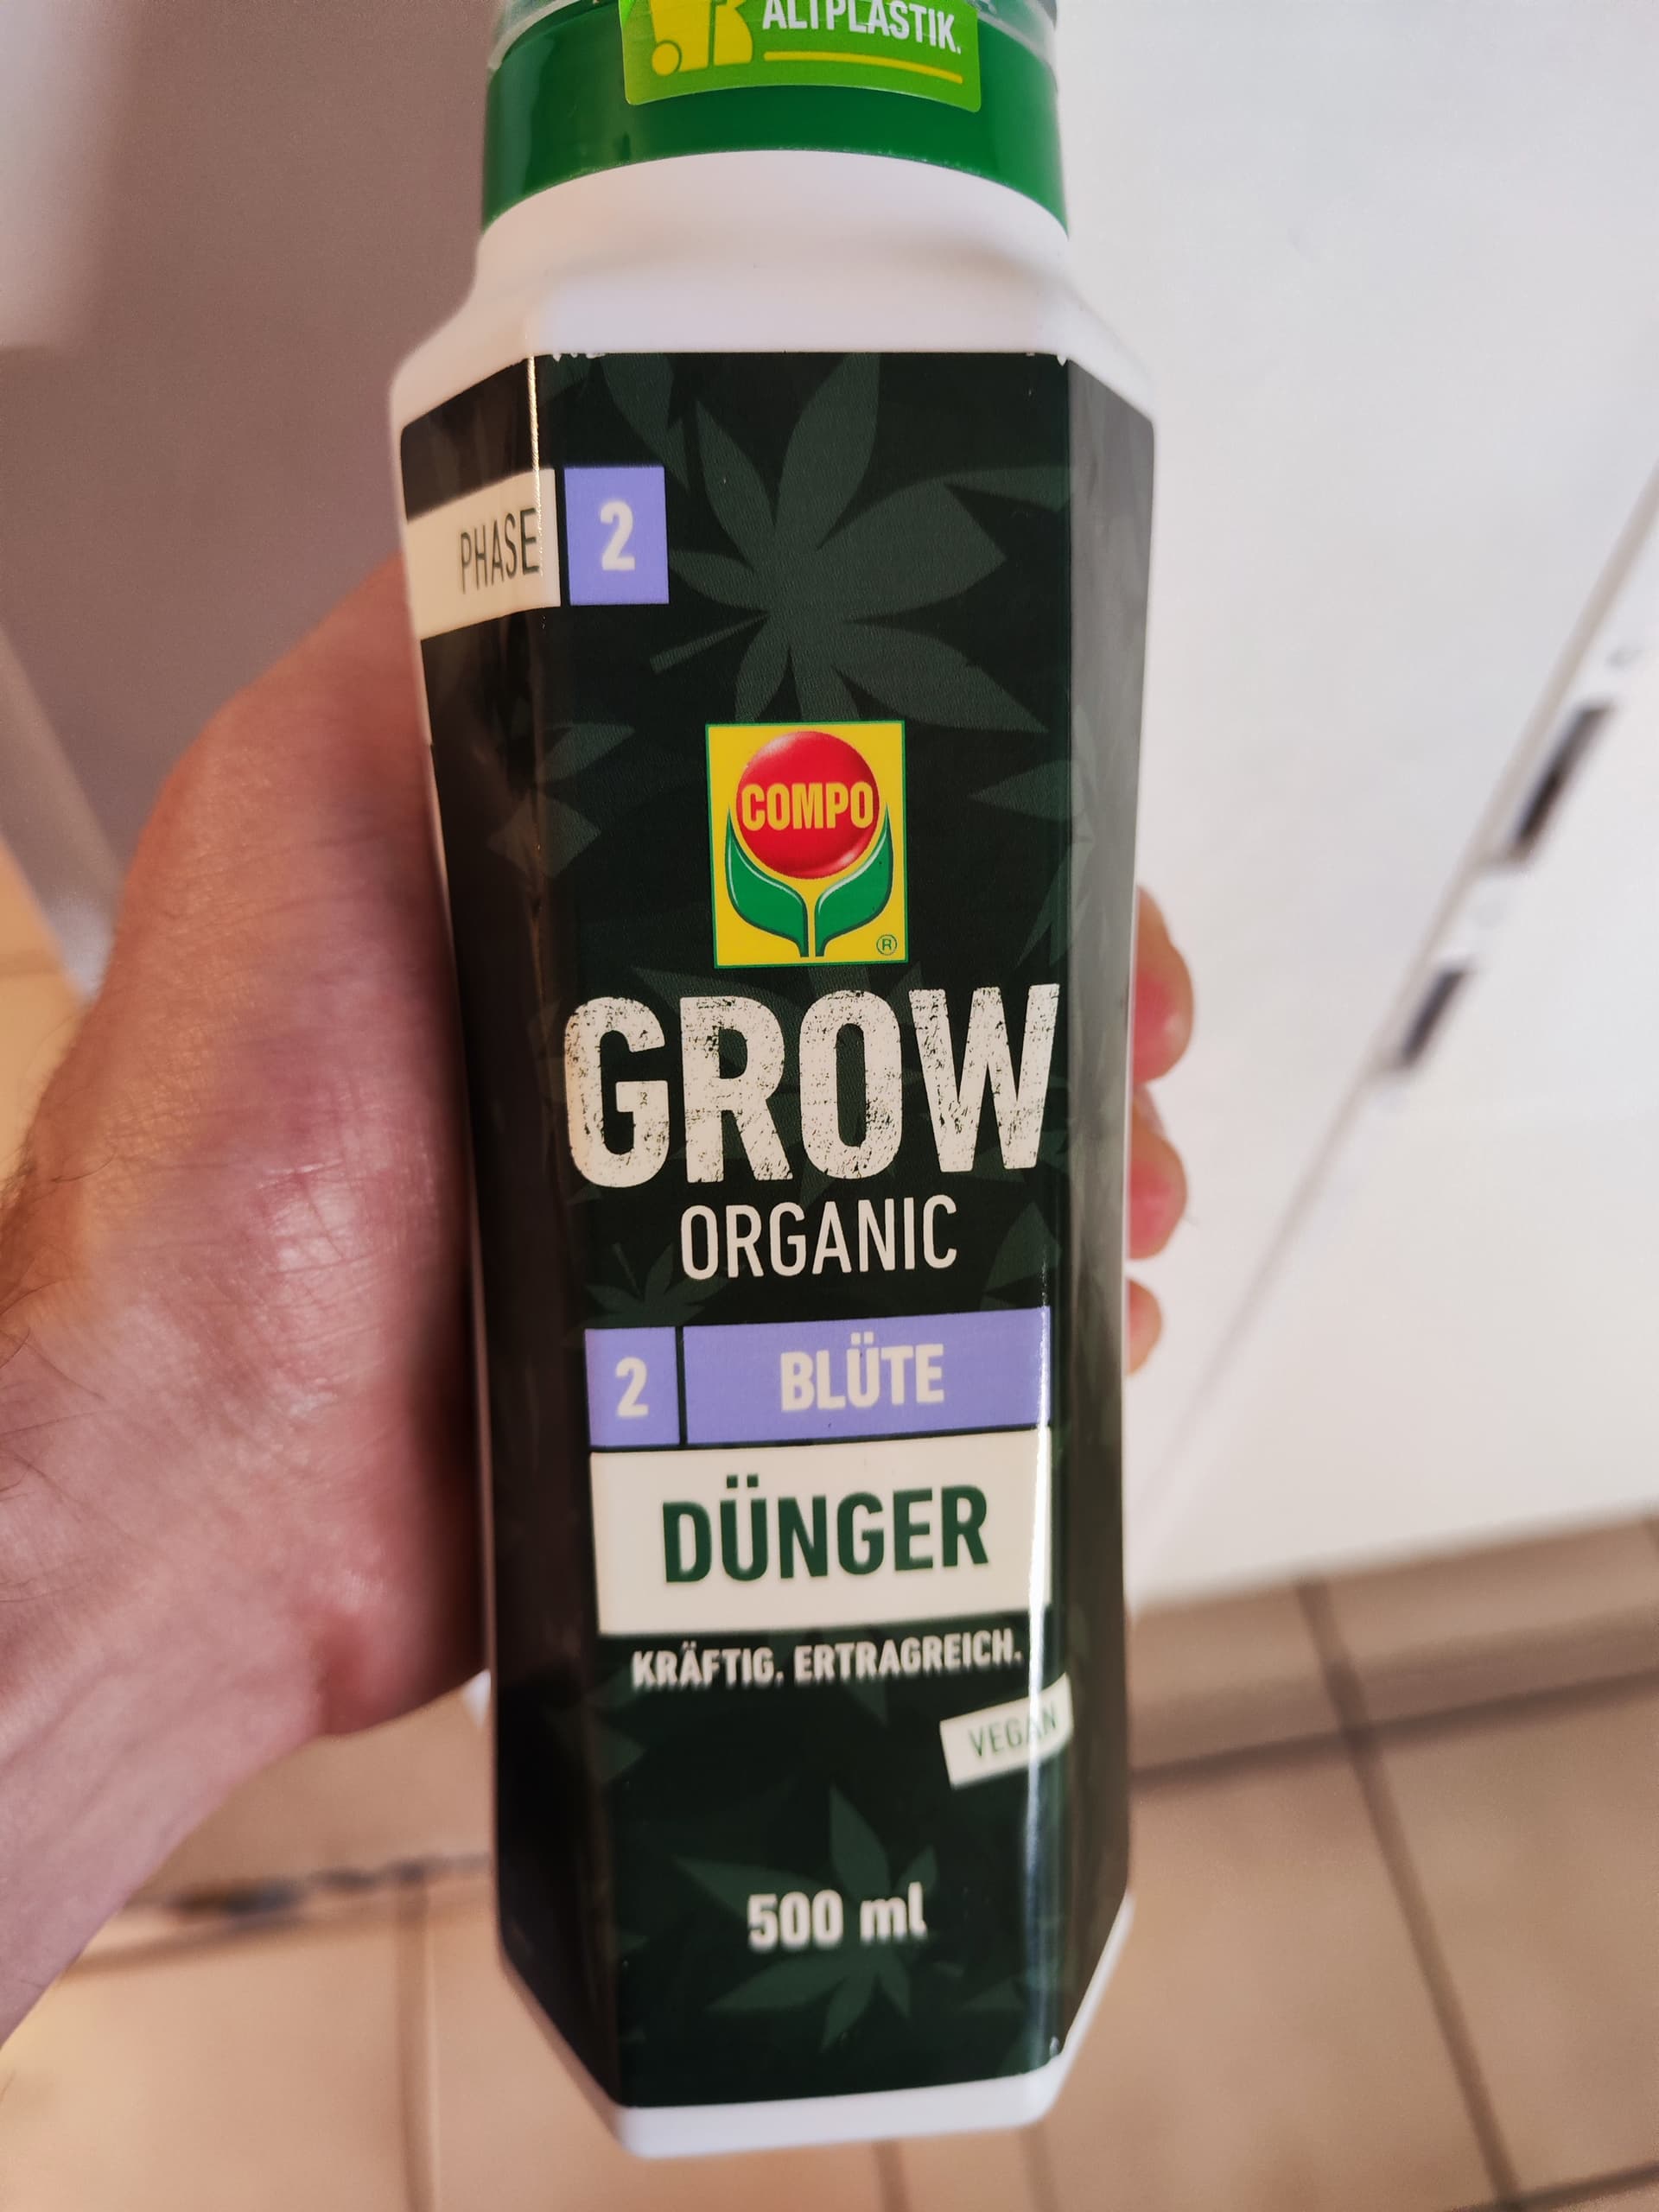 ALTPLASTIK.
PHASE 2
COMPO
®
GROW
ORGANIC
2 BLÜTE
DÜNGER
KRÄFTIG. ERTRAGREICH.
VEGAN
500 ml